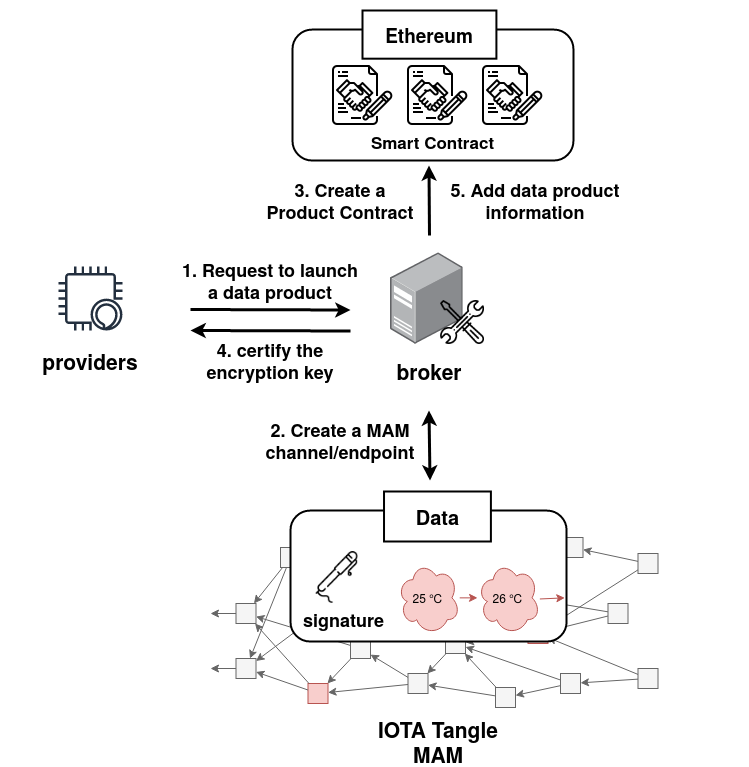 Ethereum
Smart Contract
3. Create a
Product Contract
5. Add data product
information
1. Request to launch
a data product
4. certify the
encryption key
providers
broker
2. Create a MAM
channel/endpoint
Data
signature
25 °C
26 °C
IOTA Tangle
MAM